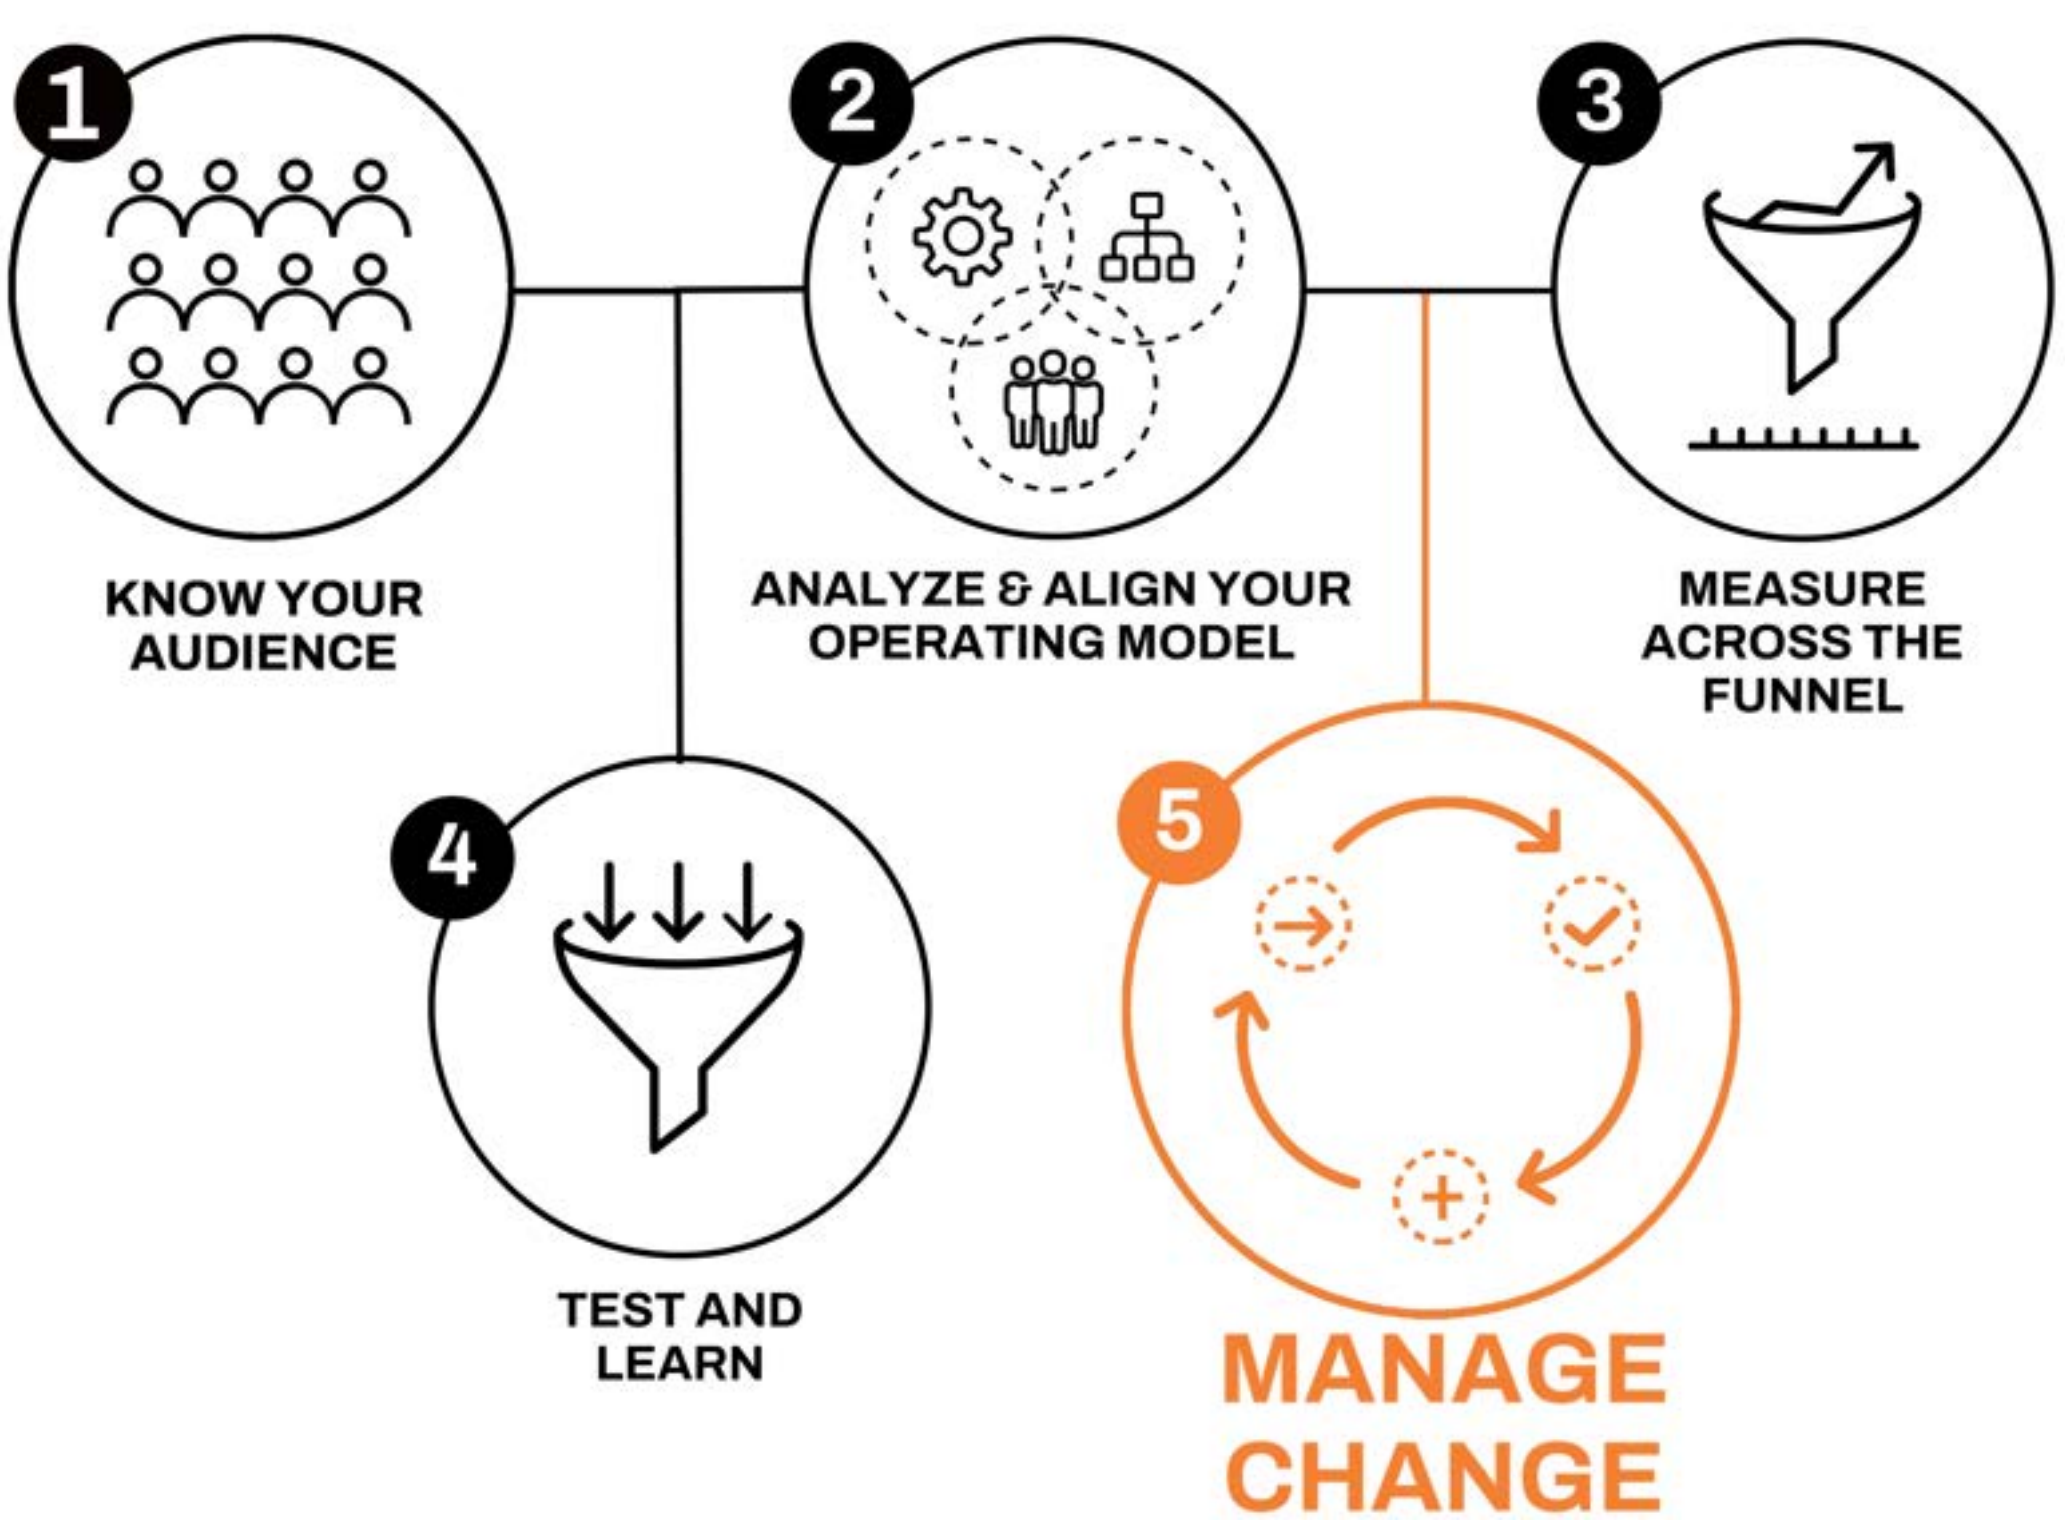 1
KNOW YOUR
AUDIENCE
2
ANALYZE & ALIGN YOUR
OPERATING MODEL
3
MEASURE
ACROSS THE
FUNNEL
4
TEST AND
LEARN
5
MANAGE
CHANGE